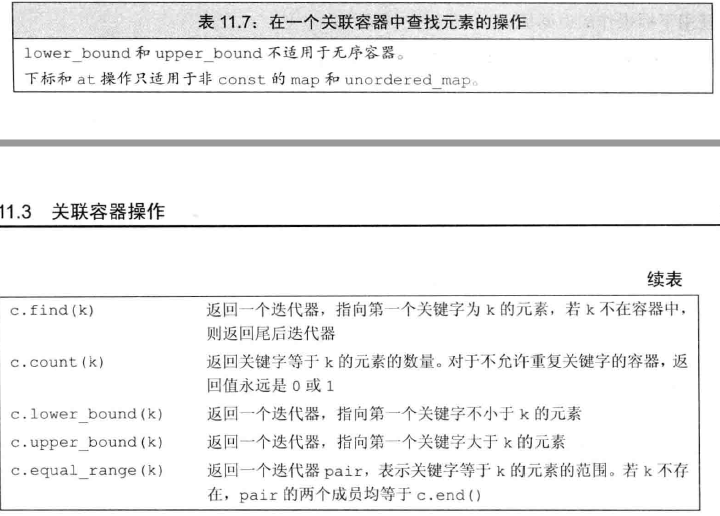 表 11.7：在一个关联容器中查找元素的操作
lower_bound 和 upper_bound 不适用于无序容器。
下标和 at 操作只适用于非 const 的 map 和 unordered_map。
11.3 关联容器操作
续表
c.find(k) 返回一个迭代器，指向第一个关键字为 k 的元素，若 k 不在容器中，
则返回尾后迭代器
c.count(k) 返回关键字等于 k 的元素的数量。对于不允许重复关键字的容器，返
回值永远是 0 或 1
c.lower_bound(k) 返回一个迭代器，指向第一个关键字不小于 k 的元素
c.upper_bound(k) 返回一个迭代器，指向第一个关键字大于 k 的元素
c.equal_range(k) 返回一个迭代器 pair，表示关键字等于 k 的元素的范围。若 k 不存
在，pair 的两个成员均等于 c.end()